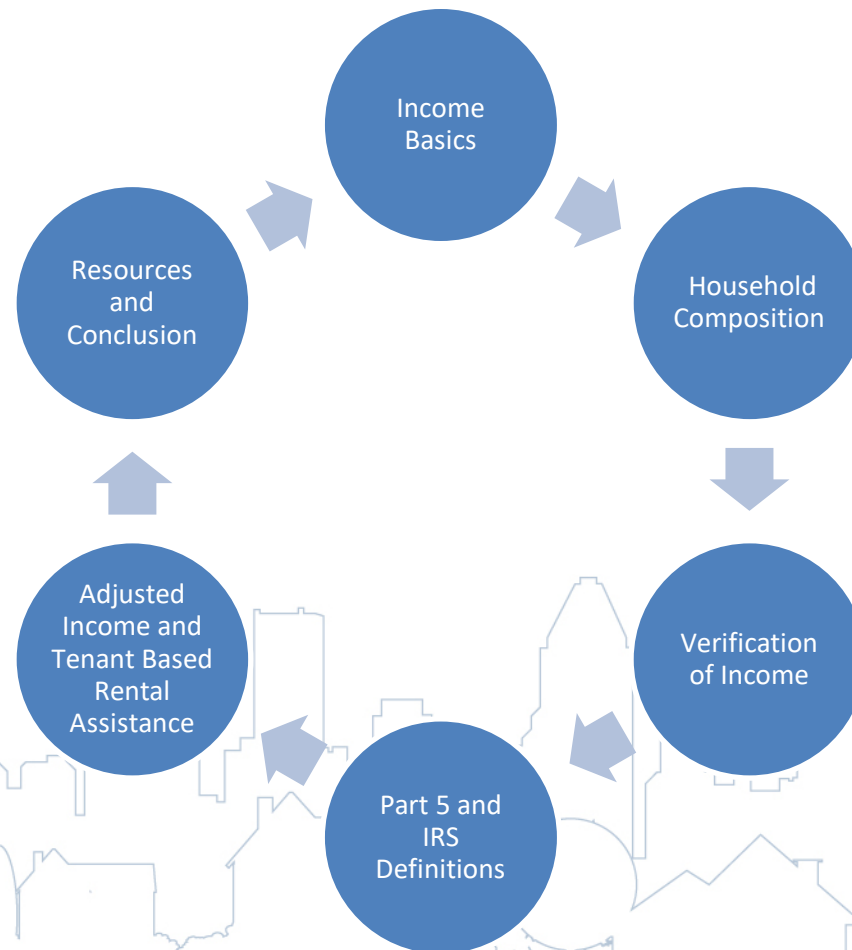 Income
Basics
Household
Composition
Verification
of Income
Part 5 and
IRS
Definitions
Adjusted
Income and
Tenant Based
Rental
Assistance
Resources
and
Conclusion